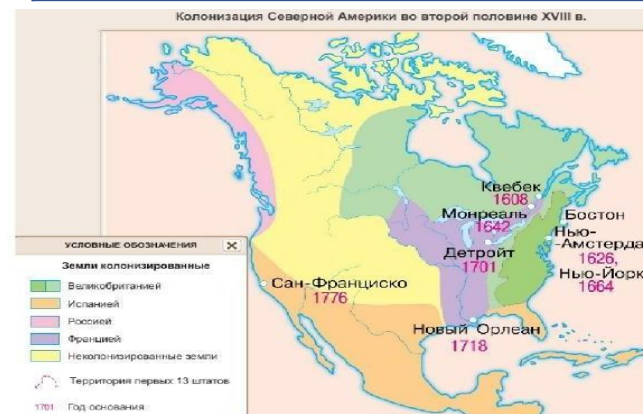 Колонизация Северной Америки во второй половине XVIII в.
Квебек
1608
Монреаль
1642
Бостон
Нью-
-Амстерда
1626,
Нью-Йорк
1664
Детройт
1701
Сан-Франциско
1776
Новый Орлеан
1718
УСЛОВНЫЕ ОБОЗНАЧЕНИЯ
Земли колонизированные
Великобританией
Испанией
Россией
Францией
Неколонизированные земли
Территория первых 13 штатов
1701 Год основания